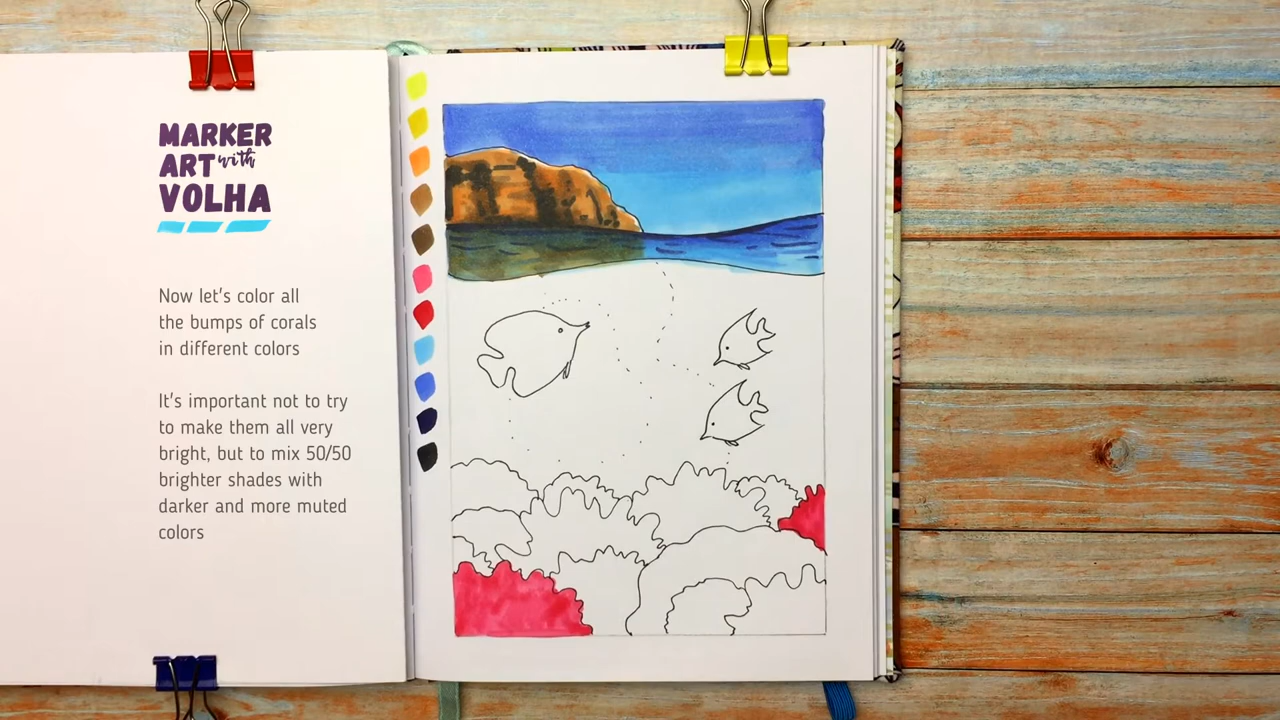 MARKER
ART with
VOLHA
Now let's color all
the bumps of corals
in different colors
It's important not to try
to make them all very
bright, but to mix 50/50
brighter shades with
darker and more muted
colors